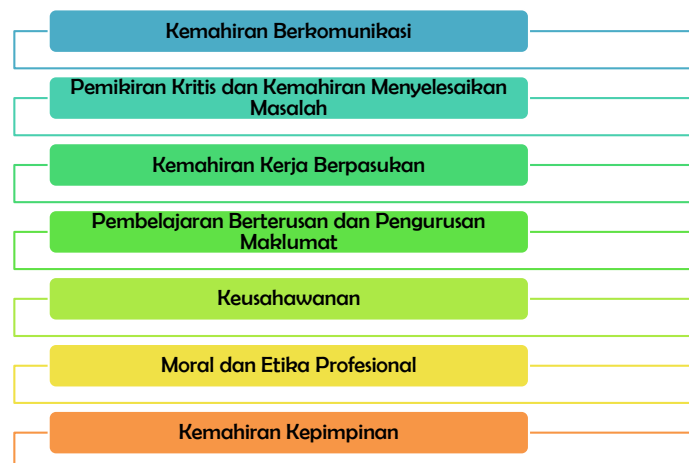 Kemahiran Berkomunikasi
Pemikiran Kritis dan Kemahiran Menyelesaikan
Masalah
Kemahiran Kerja Berpasukan
Pembelajaran Berterusan dan Pengurusan
Maklumat
Keusahawanan
Moral dan Etika Profesional
Kemahiran Kepimpinan